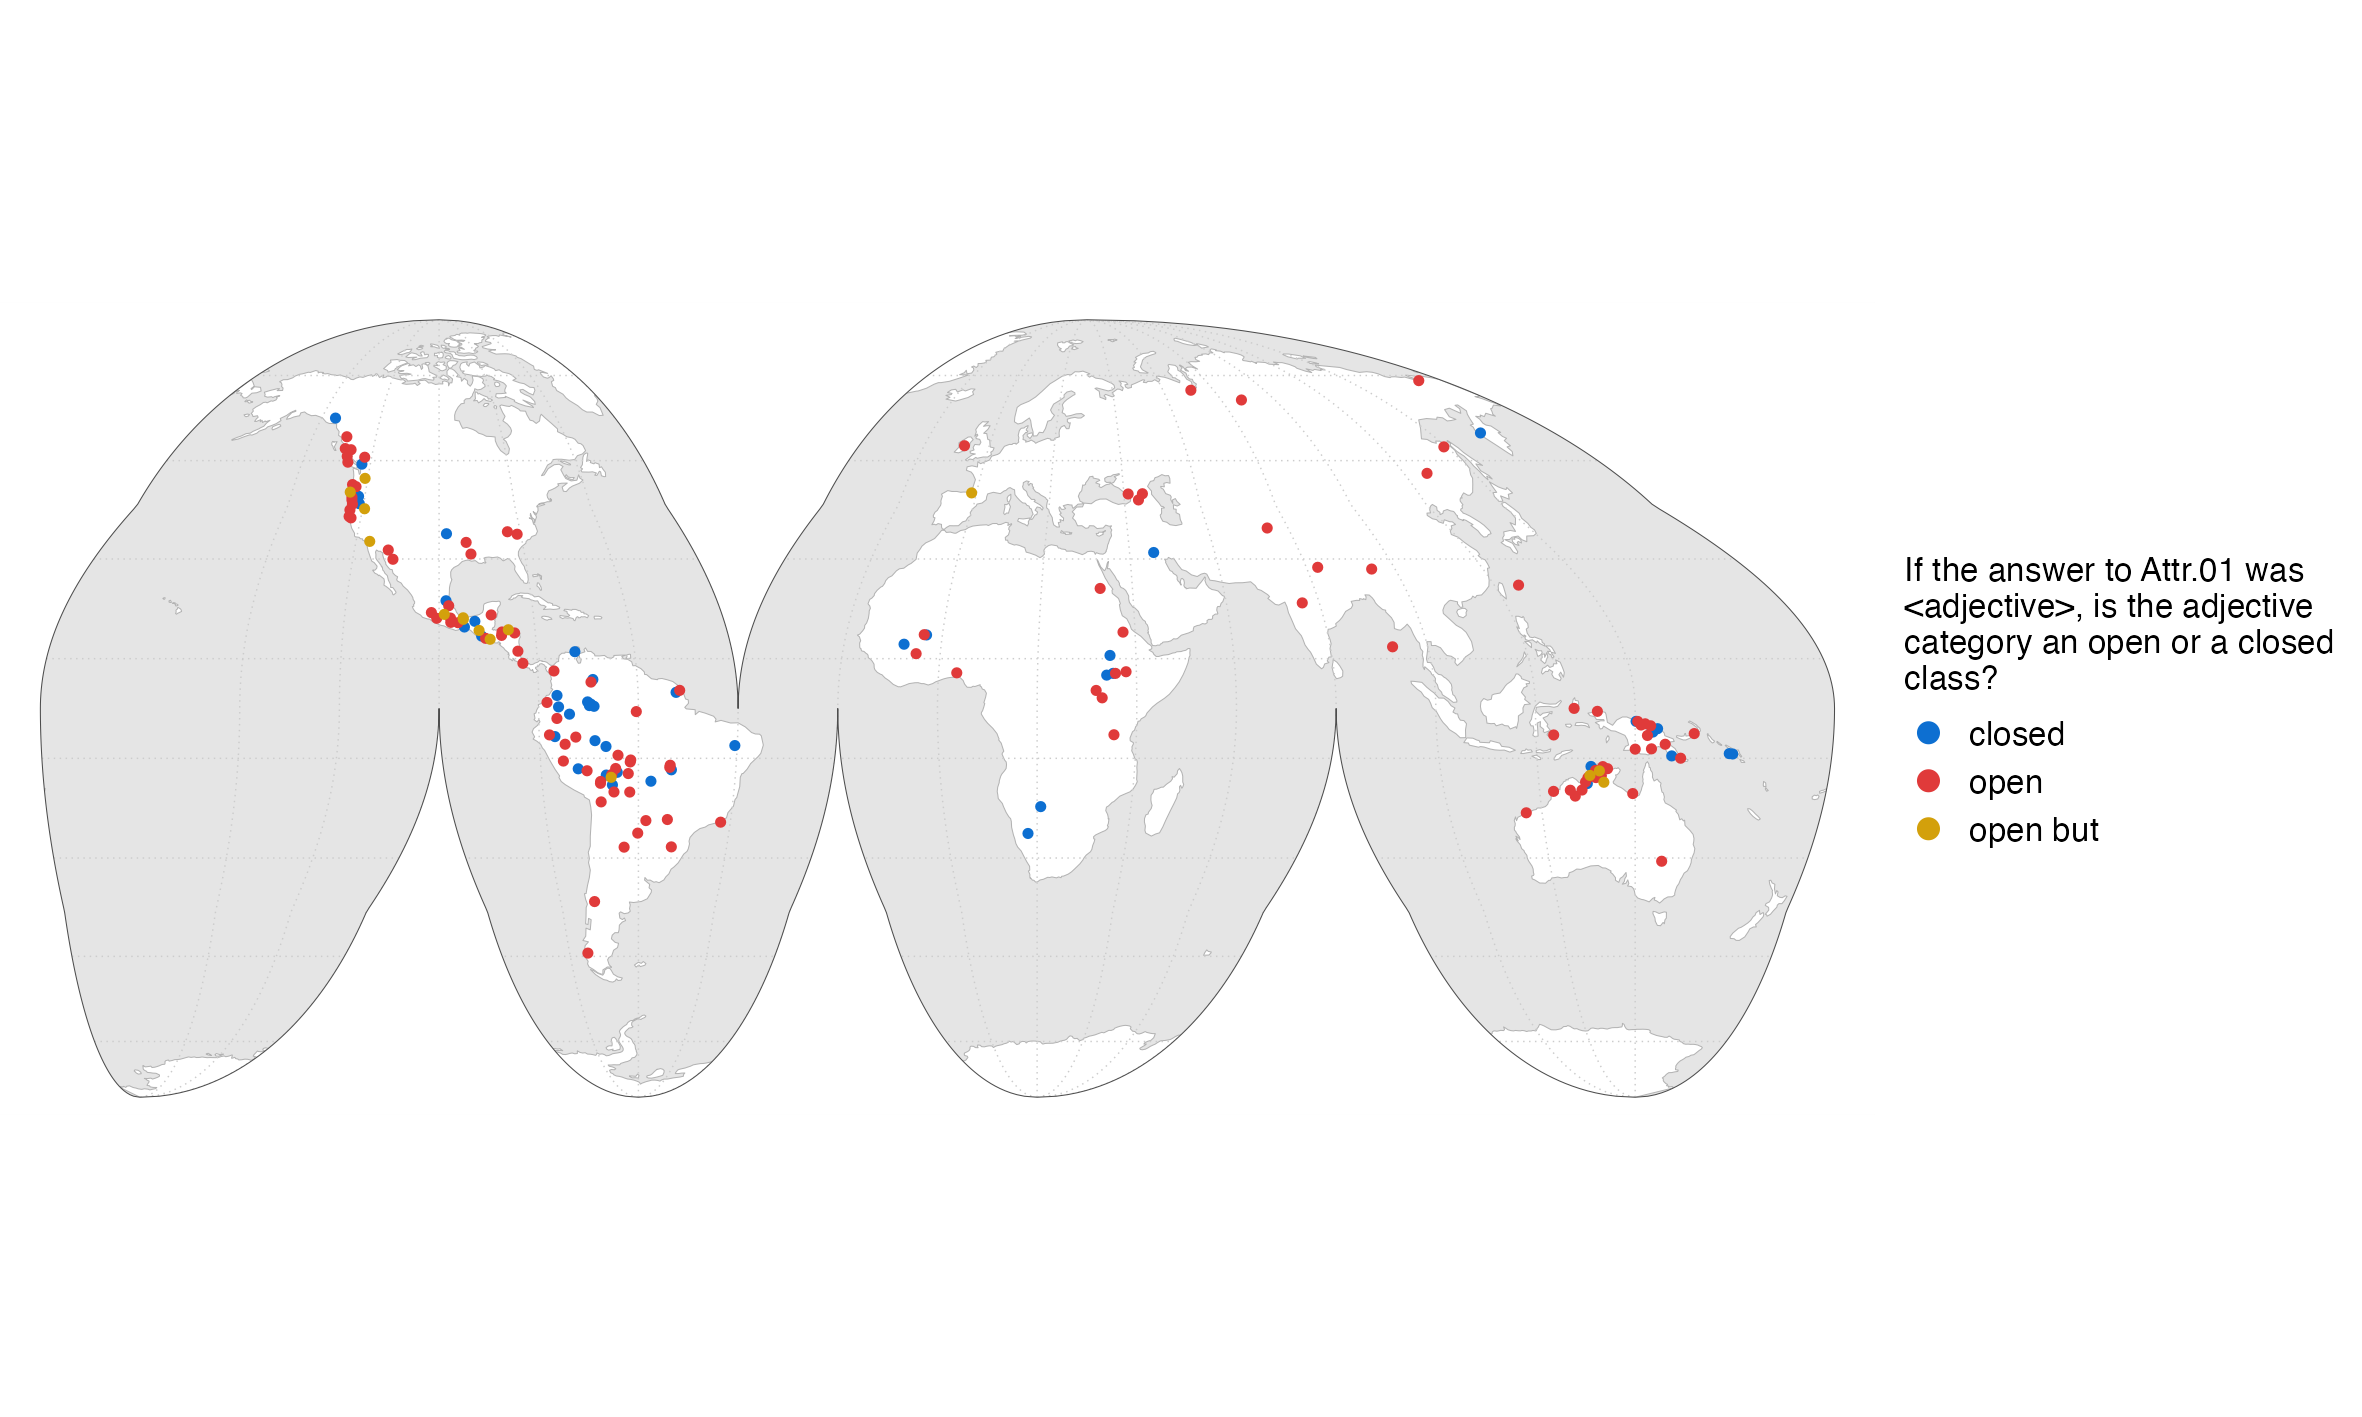 If the answer to Attr.01 was
<adjective>, is the adjective
category an open or a closed
class?
closed
open
open but